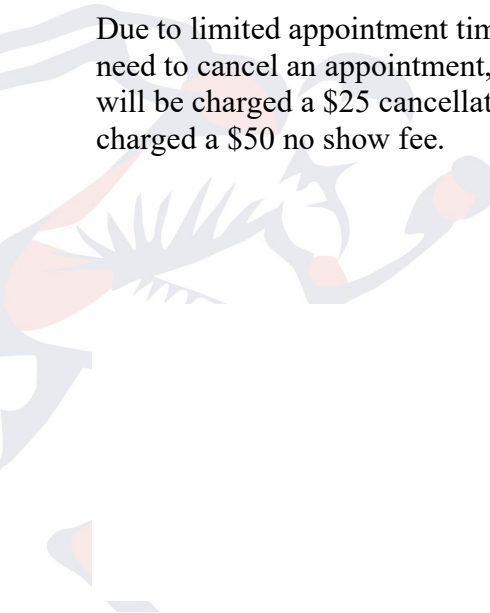 Due to limited appointment
need to cancel an appointment,
will be charged a $25
charged a $50 no show fee.